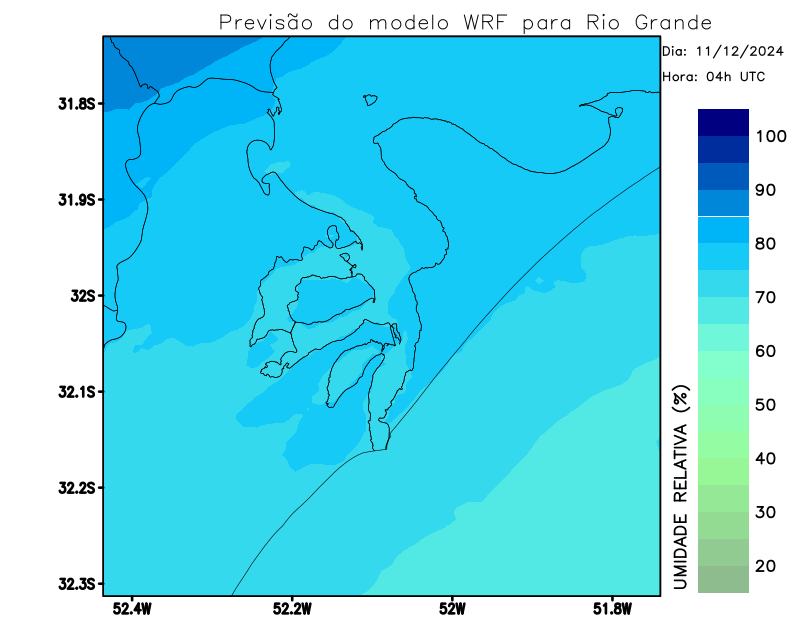 Previsão do modelo WRF para Rio Grande
Dia: 11/12/2024
Hora: 04h UTC
31.8S
31.9S
32S
32.1S
32.2S
32.3S
52.4W
52.2W
52W
51.8W
100
90
80
70
60
50
40
30
20
UMIDADE RELATIVA (%)